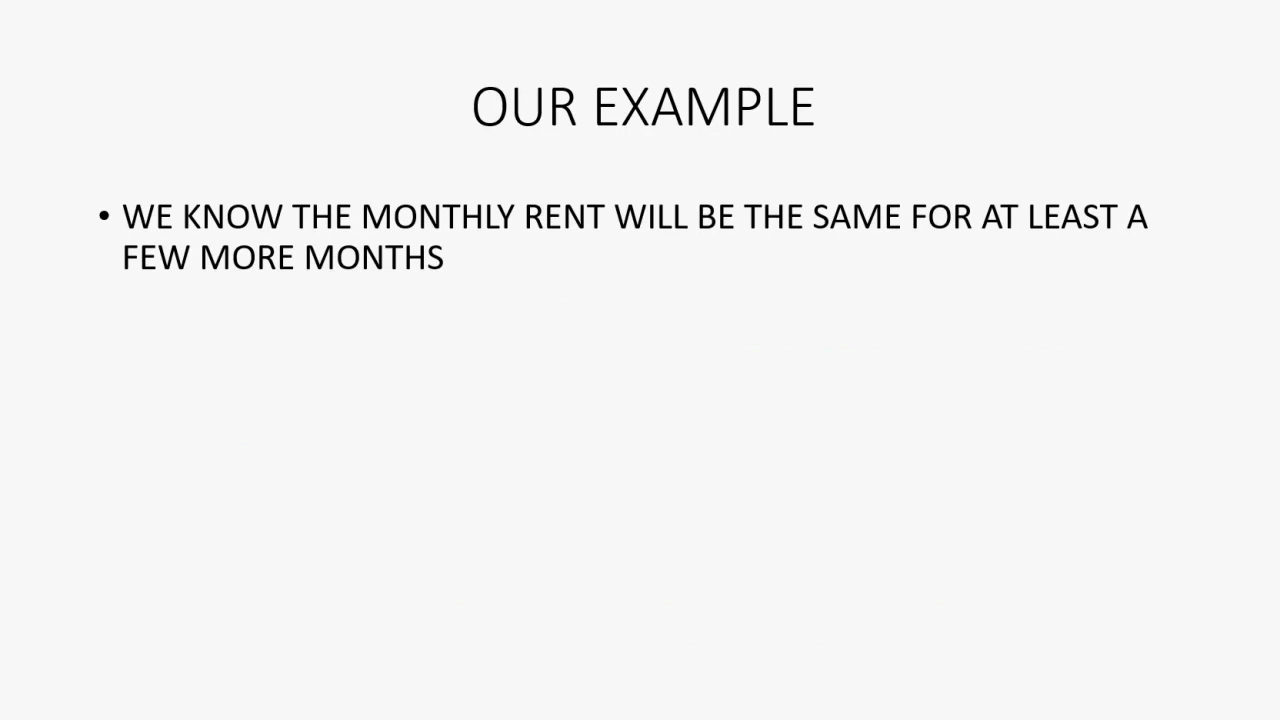 OUR EXAMPLE
• WE KNOW THE MONTHLY RENT WILL BE THE SAME FOR AT LEAST A
FEW MORE MONTHS